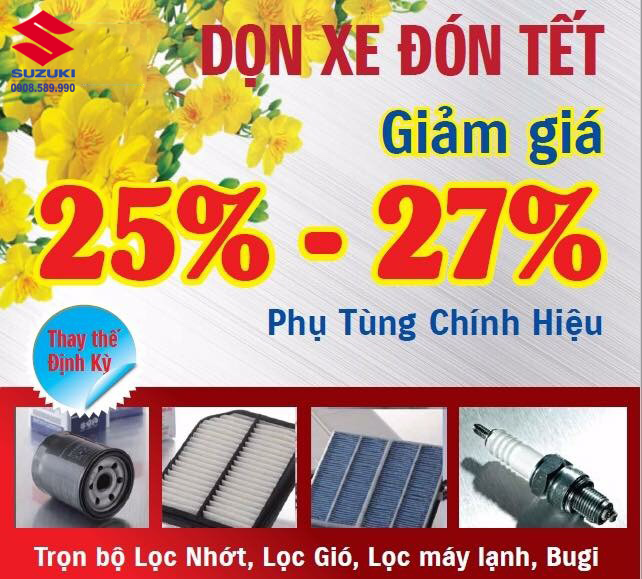 SUZUKI
0908.589.990
DỌN XE ĐÓN TẾT
Giảm giá
25% - 27%
Phụ Tùng Chính Hiệu
Thay thế
Định Kỳ
Trọn bộ Lọc Nhớt, Lọc Gió, Lọc máy lạnh, Bugi